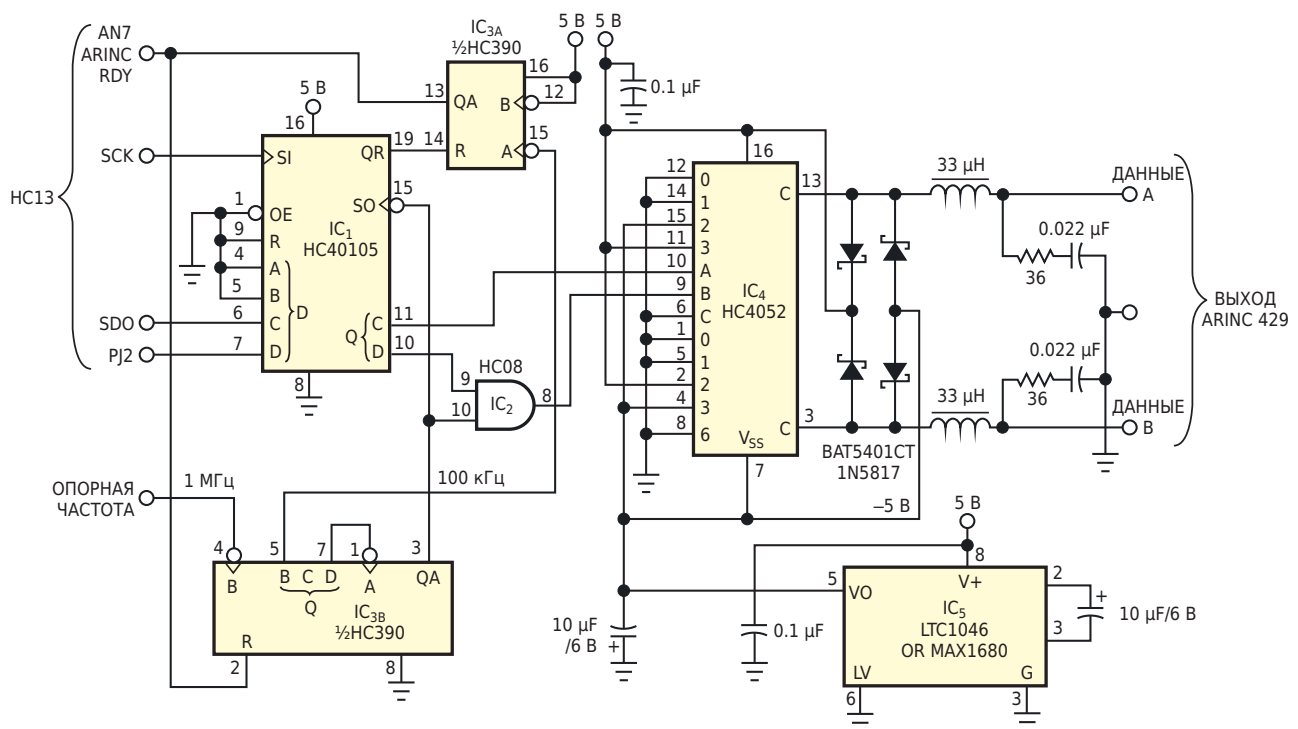 AN7
ARINC
RDY
SCK
HC13
SDO
PJ2
ОПОРНАЯ
ЧАСТОТА
1 МГц
5 В
16
SI
QR
19
15
SO
1
OE
9
R
4
A
5
B
6
C
7
D
D
IC1
HC40105
Q
C
11
D
10
8
IC3A
½HC390
13
QA
14
R
16
B
12
A
15
5 В
5 В
0.1 µF
HC08
9
10
IC2
8
100 кГц
4
5
7
1
3
B
B
C
D
Q
A
QA
IC3B
½HC390
R
2
8
12
0
14
1
15
2
11
3
10
A
9
B
6
C
1
0
5
1
2
2
4
3
8
6
16
C
13
IC4
HC4052
C
3
VSS
7
33 µH
0.022 µF
36
0.022 µF
36
33 µH
BAT5401CT
1N5817
–5 В
ДАННЫЕ
A
ДАННЫЕ
B
ВЫХОД
ARINC 429
10 µF
/6 В
+
0.1 µF
5 В
8
V+
5
VO
IC5
LTC1046
OR MAX1680
LV
G
6
3
2
3
+
10 µF/6 В